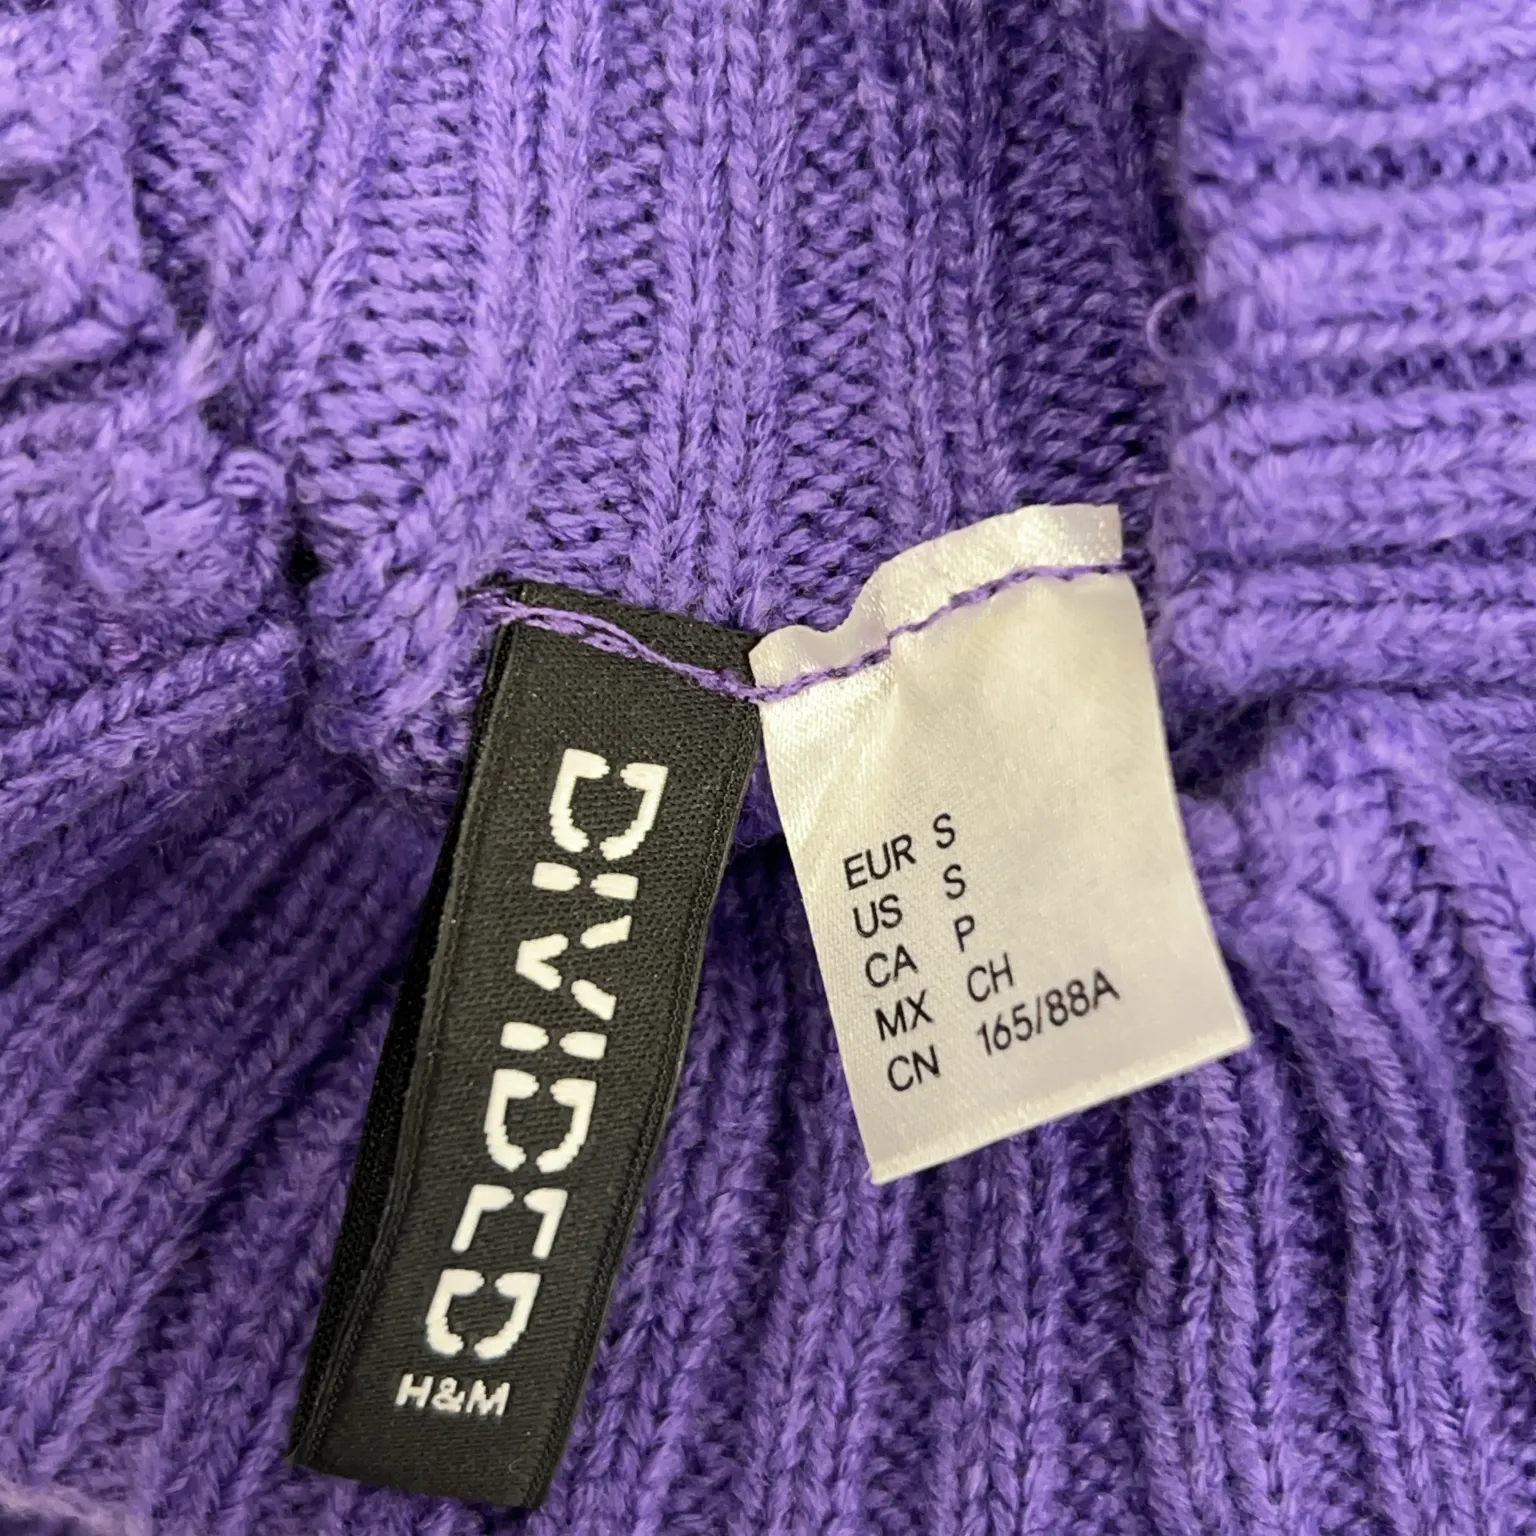 DIVIDED
H&M
EUR S
US S
CA P
MX CH
CN 165/88A